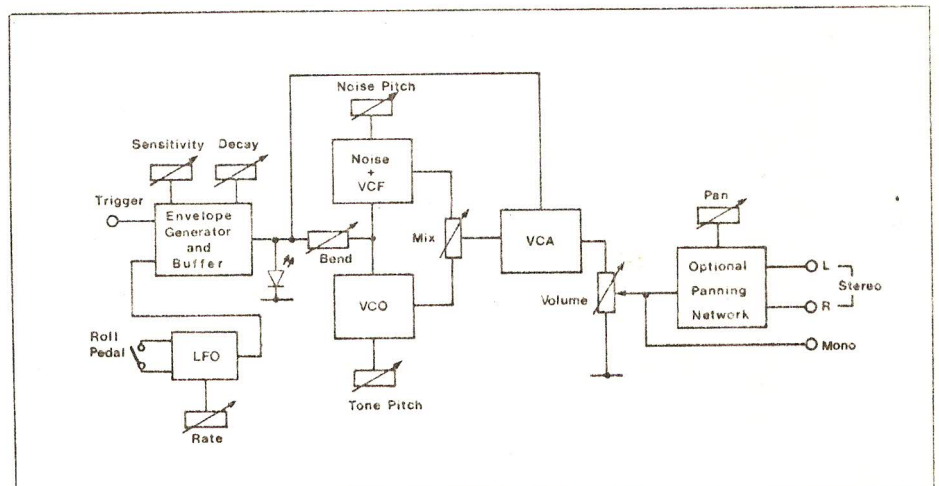 Noise Pitch
Sensitivity Decay
Trigger
Envelope
Generator
and
Buffer
Noise
+
VCF
Bend
Mix
VCA
Pan
VCO
Volume
Optional
Panning
Network
L
Stereo
R
Mono
Roll
Pedal
LFO
Tone Pitch
Rate